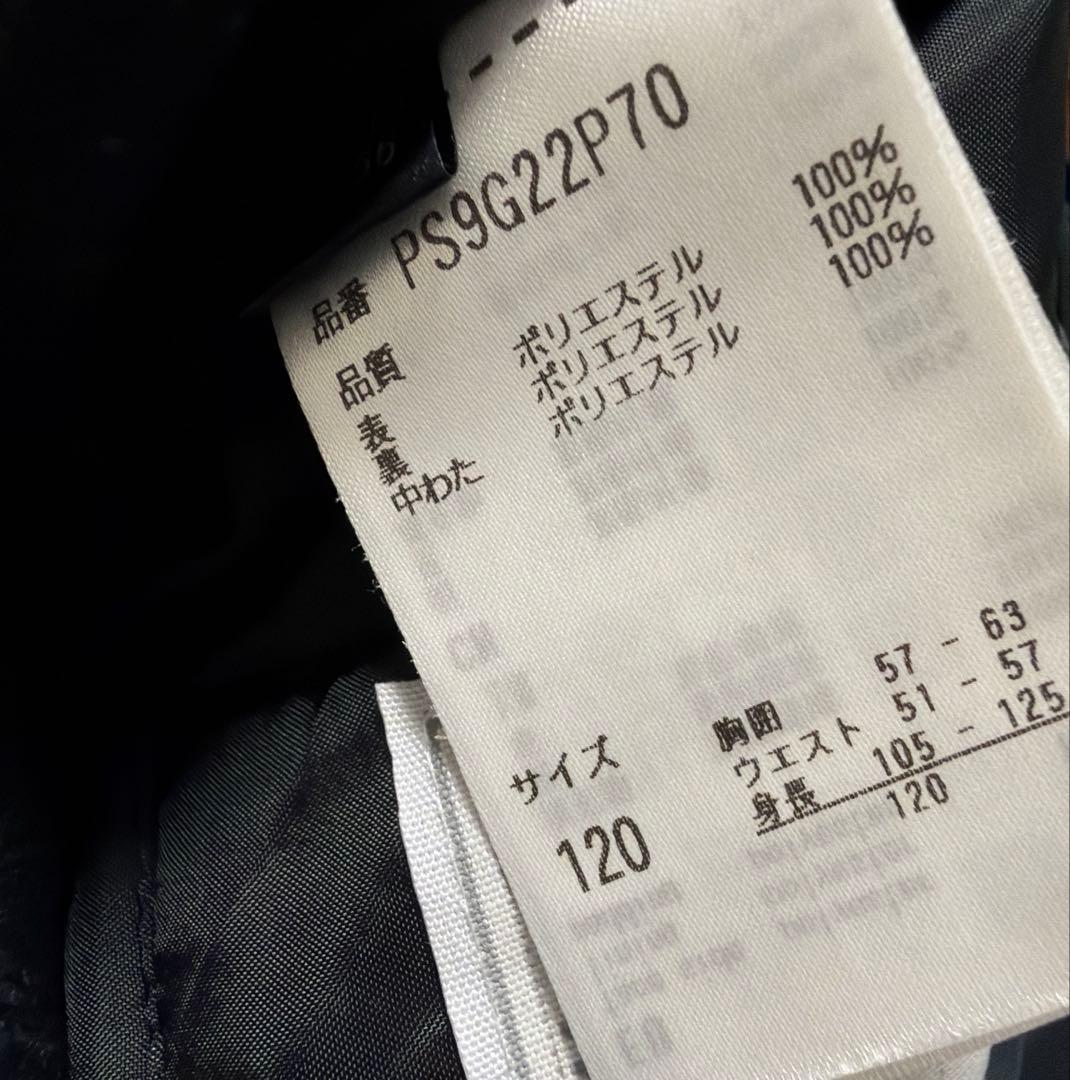 品番 PS9G22P70
品質
表 ポリエステル 100%
裏 ポリエステル 100%
中わた ポリエステル 100%
サイズ
120
胸囲 57 - 63
ウエスト 51 - 57
身長 105 - 125
120